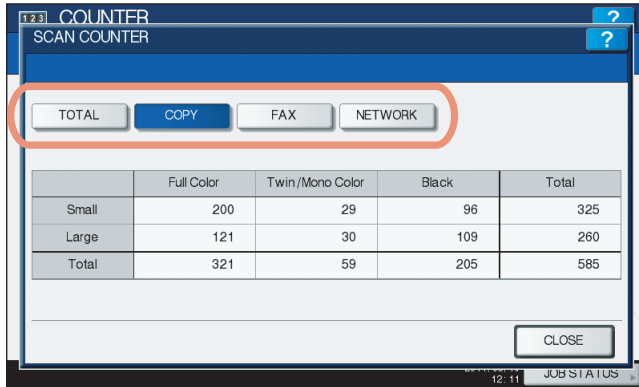 123 COUNTER ?
SCAN COUNTER ?
TOTAL COPY FAX NETWORK
Full Color Twin/Mono Color Black Total
Small 200 29 96 325
Large 121 30 109 260
Total 321 59 205 585
CLOSE
12:11 JOB STATUS